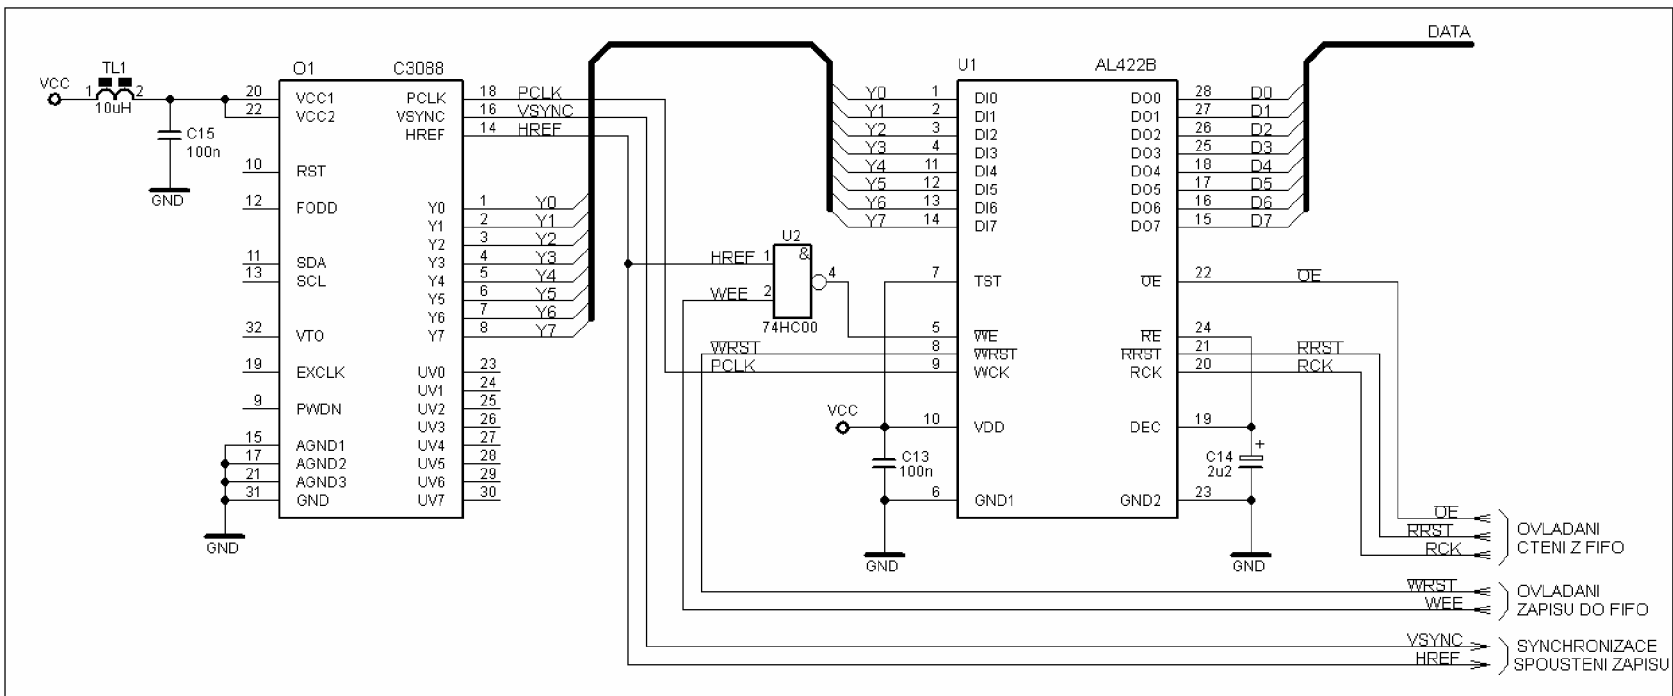 DATA
VCC
TL1
1
2
10uH
C15
100n
GND
O1
C3088
20 VCC1
22 VCC2
10 RST
12 FODD
11 SDA
13 SCL
32 VTO
19 EXCLK
9 PWDN
15 AGND1
17 AGND2
21 AGND3
31 GND
GND
PCLK 18 PCLK
VSYNC 16 VSYNC
HREF 14 HREF
Y0 1 Y0
Y1 2 Y1
Y2 3 Y2
Y3 4 Y3
Y4 5 Y4
Y5 6 Y5
Y6 7 Y6
Y7 8 Y7
UV0 23
UV1 24
UV2 25
UV3 26
UV4 27
UV5 28
UV6 29
UV7 30
U2
&
HREF 1
WEE 2
4
74HC00
U1
AL422B
Y0 1 DI0
Y1 2 DI1
Y2 3 DI2
Y3 4 DI3
Y4 11 DI4
Y5 12 DI5
Y6 13 DI6
Y7 14 DI7
7 TST
5 WE
WRST 8 WRST
PCLK 9 WCK
VCC
10 VDD
C13
100n
6 GND1
GND
DO0 28 D0
DO1 27 D1
DO2 26 D2
DO3 25 D3
DO4 18 D4
DO5 17 D5
DO6 16 D6
DO7 15 D7
OE 22 OE
RE 24
RRST 21 RRST
RCK 20 RCK
DEC 19
C14
2u2
+
GND2 23
GND
OE
RRST
RCK
OVLADANI
CTENI Z FIFO
WRST
WEE
OVLADANI
ZAPISU DO FIFO
VSYNC
HREF
SYNCHRONIZACE
SPOUSTENI ZAPISU